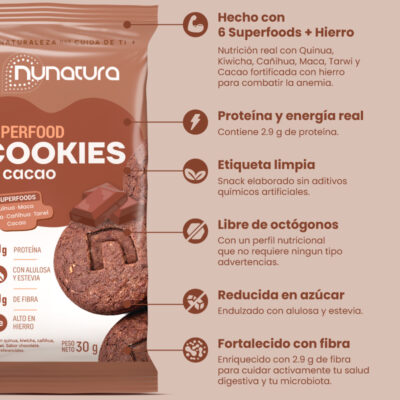 NATURALEZA QUE CUIDA DE TI +
nunatura
PERFOOD
COOKIES
cacao
SUPERFOODS
Maca
Cañihua Tarwi
Cacao
PROTEÍNA
CON ALULOSA
Y ESTEVIA
DE FIBRA
ALTO EN
HIERRO
PESO
NETO 30 g
Hecho con
6 Superfoods + Hierro
Nutrición real con Quinua,
Kiwicha, Cañihua, Maca, Tarwi y
Cacao fortificada con hierro
para combatir la anemia.
Proteína y energía real
Contiene 2.9 g de proteína.
Etiqueta limpia
Snack elaborado sin aditivos
químicos artificiales.
Libre de octógonos
Con un perfil nutricional
que no requiere ningun tipo
advertencias.
Reducida en azúcar
Endulzado con alulosa y estevia.
Fortalecido con fibra
Enriquecido con 2.9 g de fibra
para cuidar activamente tu salud
digestiva y tu microbiota.